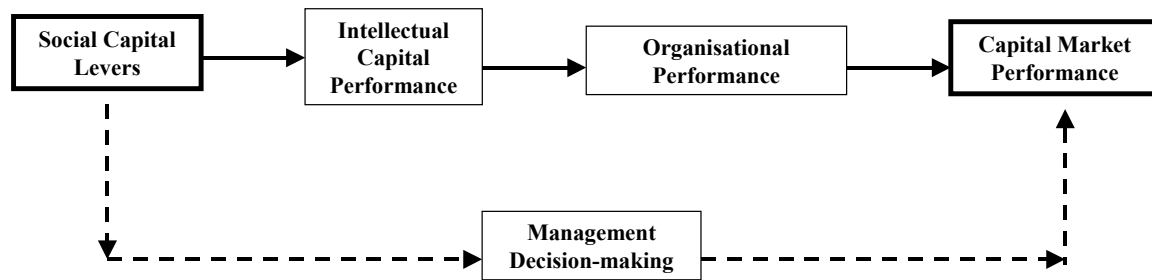 Social Capital
Levers
Intellectual
Capital
Performance
Organisational
Performance
Capital Market
Performance
Management
Decision-making